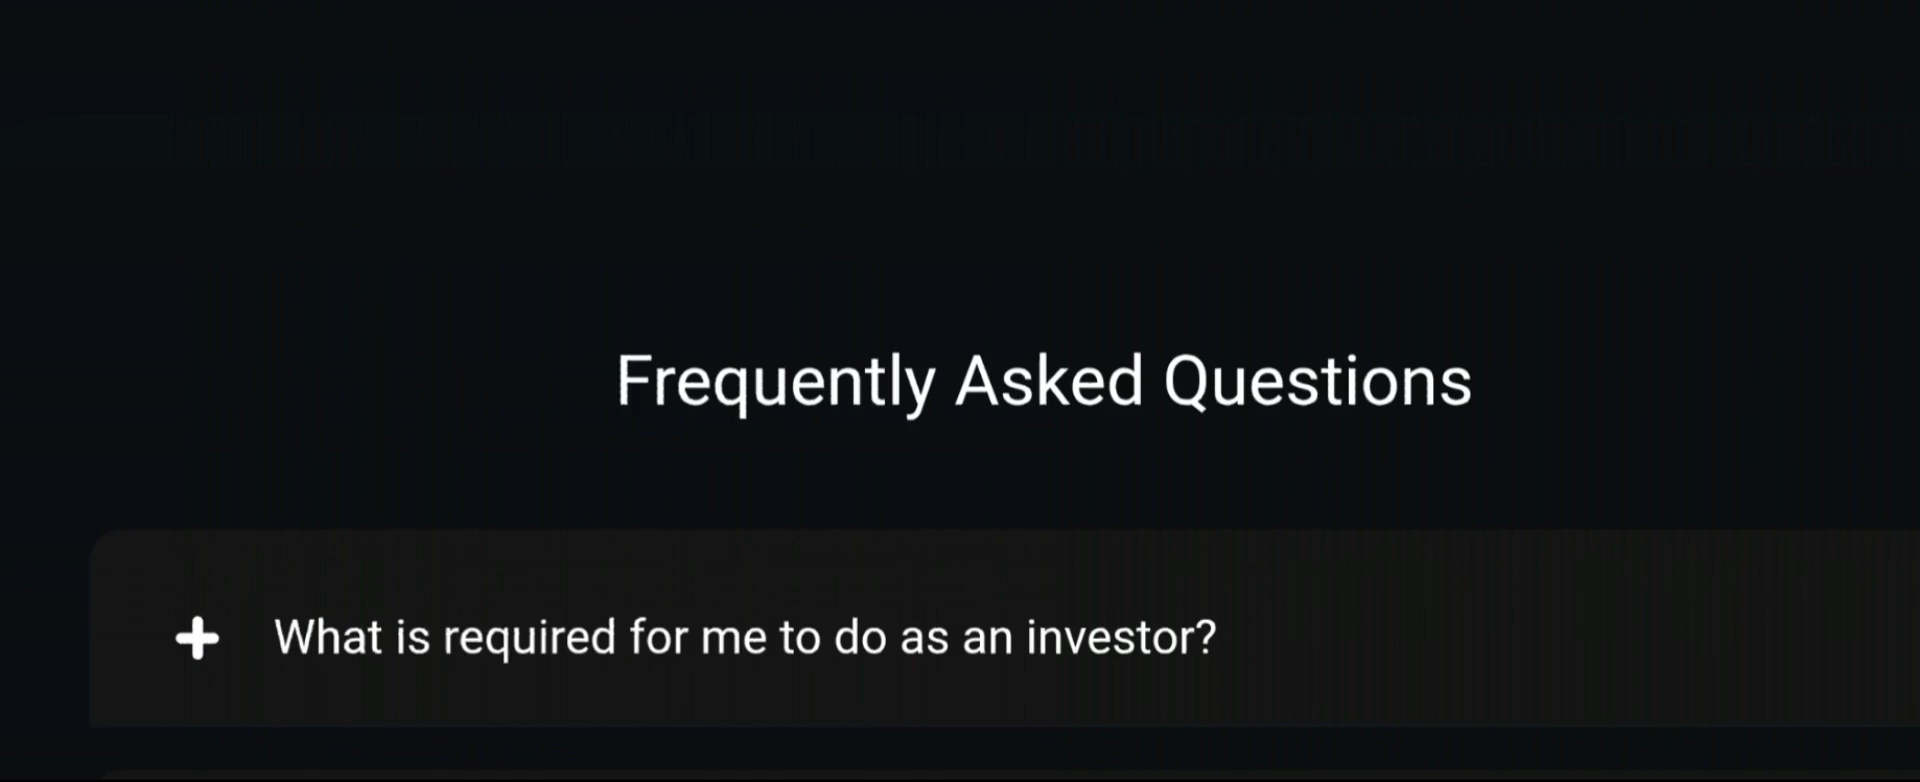 Frequently Asked Questions
What is required for me to do as an investor?